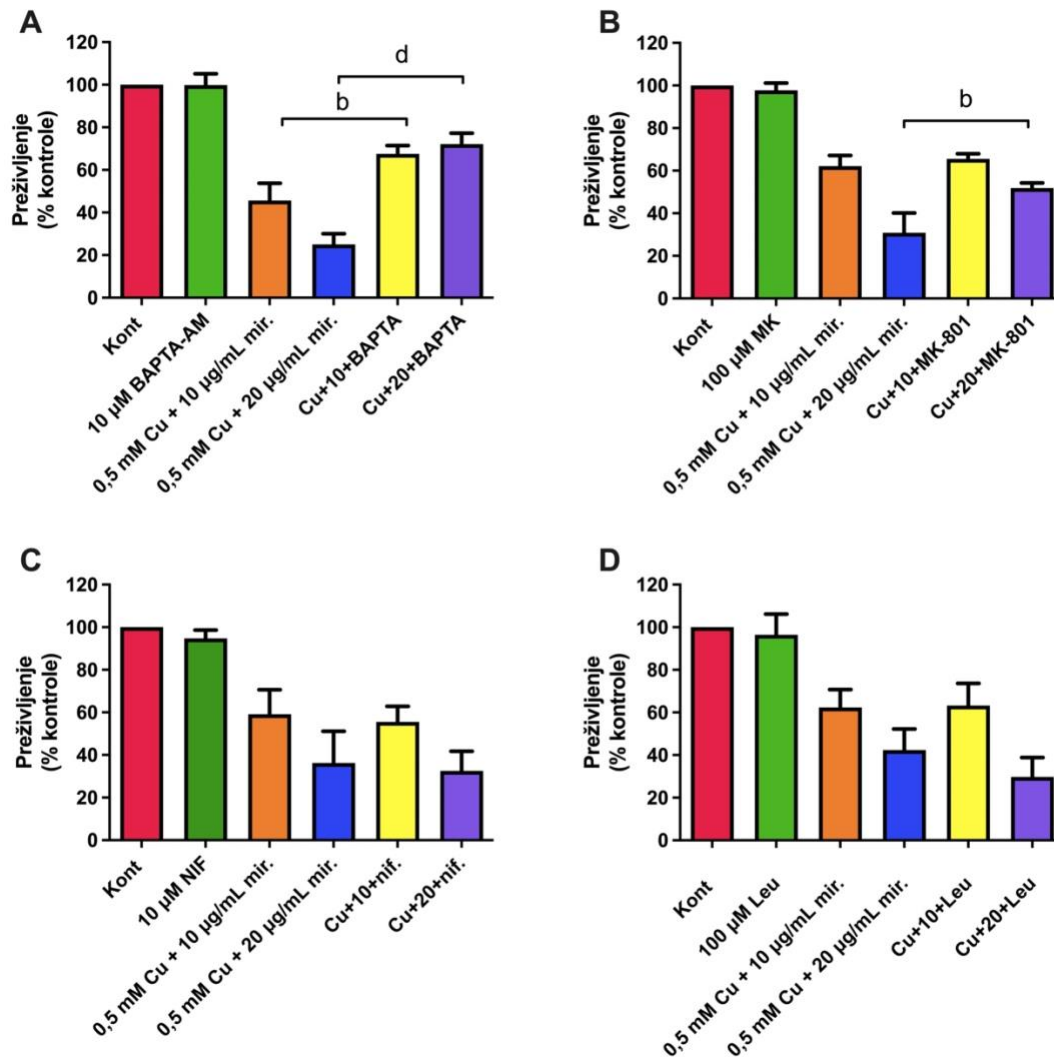 A
Preživljenje
(% kontrole)
120
100
80
60
40
20
0
b
d
Kont
10 µM BAPTA-AM
0,5 mM Cu + 10 µg/mL mir.
0,5 mM Cu + 20 µg/mL mir.
Cu+10+BAPTA
Cu+20+BAPTA
B
Preživljenje
(% kontrole)
120
100
80
60
40
20
0
b
Kont
100 µM MK
0,5 mM Cu + 10 µg/mL mir.
0,5 mM Cu + 20 µg/mL mir.
Cu+10+MK-801
Cu+20+MK-801
C
Preživljenje
(% kontrole)
120
100
80
60
40
20
0
Kont
10 µM NIF
0,5 mM Cu + 10 µg/mL mir.
0,5 mM Cu + 20 µg/mL mir.
Cu+10+nif.
Cu+20+nif.
D
Preživljenje
(% kontrole)
120
100
80
60
40
20
0
Kont
100 µM Leu
0,5 mM Cu + 10 µg/mL mir.
0,5 mM Cu + 20 µg/mL mir.
Cu+10+Leu
Cu+20+Leu